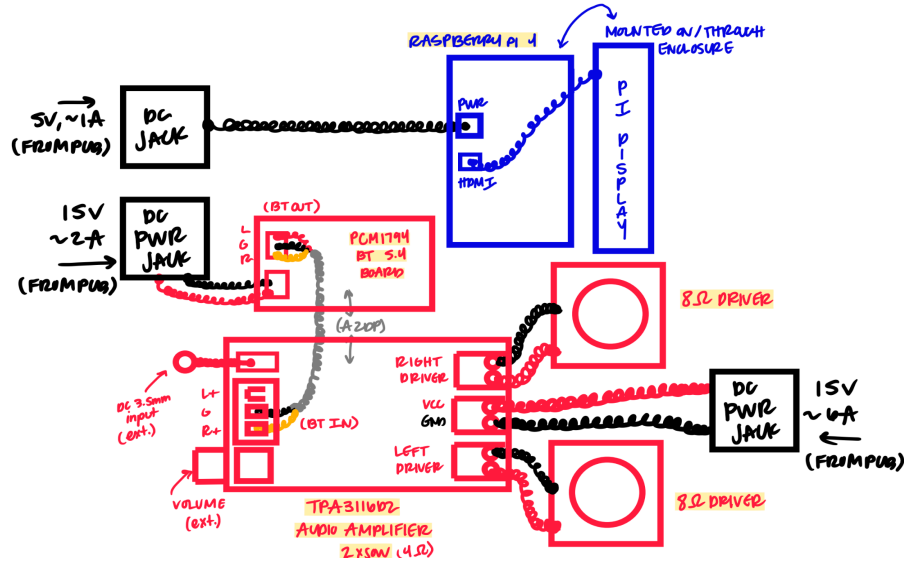 RASPBERRY PI 4
MOUNTED ON/THROUGH
ENCLOSURE
5V, ~1A
(FROM PUB)
DC
JACK
PWR
HDMI
PI DISPLAY
15V
~2A
(FROM PUB)
DC
PWR
JACK
(BT OUT)
L
G
R
PCM1794
BT 5.4
BOARD
(A2DP)
8Ω DRIVER
DC 3.5mm
input
(ext.)
L+
G
R+
(BT IN)
RIGHT
DRIVER
VCC
GND
LEFT
DRIVER
DC
PWR
JACK
15V
~6A
(FROM PUB)
VOLUME
(ext.)
TPA3116D2
AUDIO AMPLIFIER
2x50W (4Ω)
8Ω DRIVER